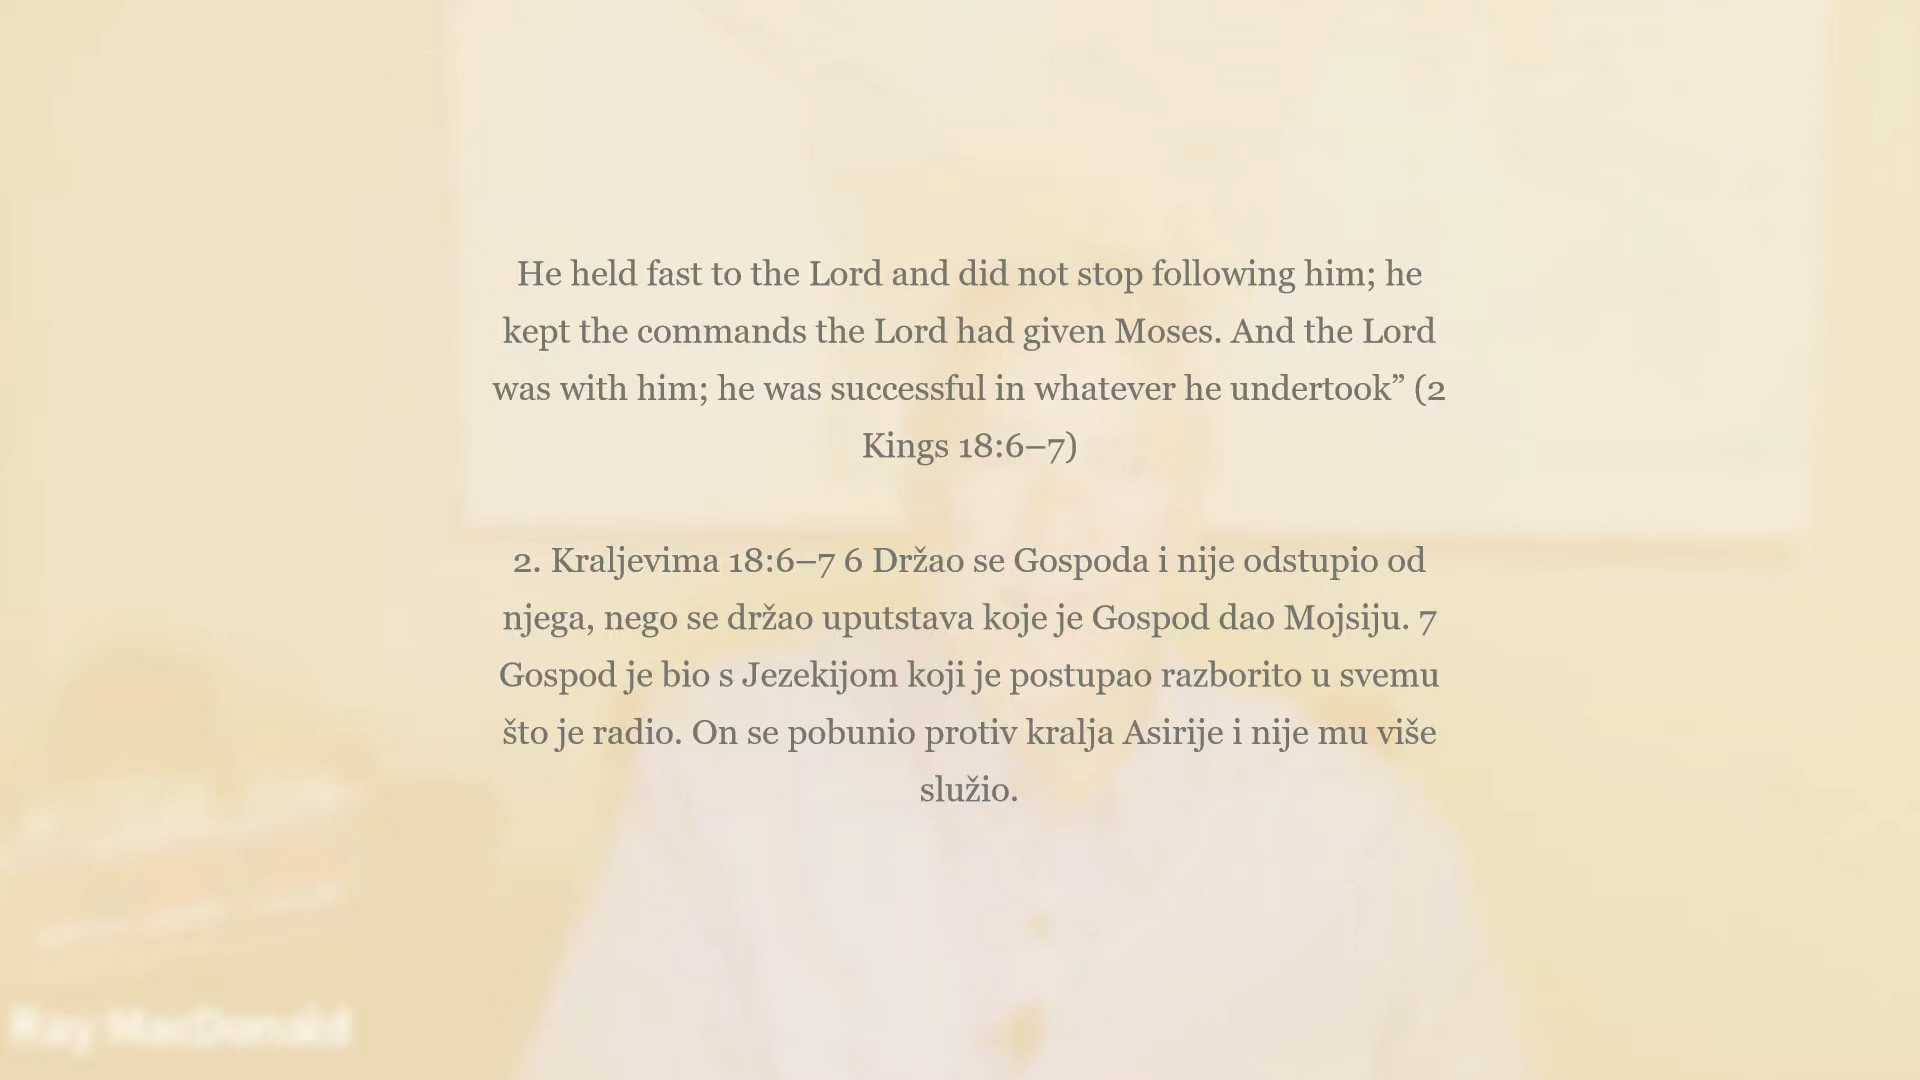 He held fast to the Lord and did not stop following him; he
kept the commands the Lord had given Moses. And the Lord
was with him; he was successful in whatever he undertook” (2
Kings 18:6–7)
2. Kraljevima 18:6–7 6 Držao se Gospoda i nije odstupio od
njega, nego se držao uputstava koje je Gospod dao Mojsiju. 7
Gospod je bio s Jezekijom koji je postupao razborito u svemu
što je radio. On se pobunio protiv kralja Asirije i nije mu više
služio.
Ray MacDonald